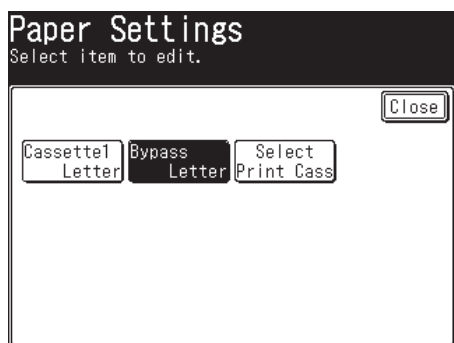 Paper Settings
Select item to edit.
Close
Cassette1 Letter
Bypass Letter
Select Print Cass